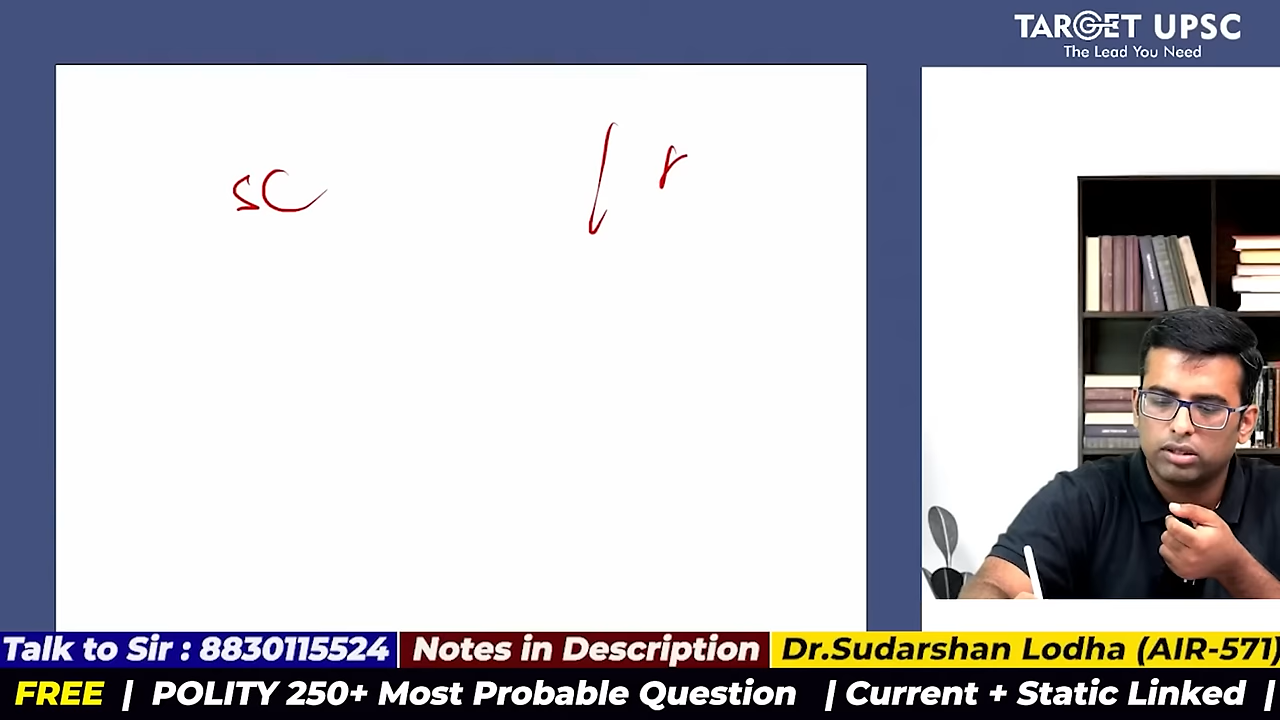 TARGET UPSC
The Lead You Need
SC
r
Talk to Sir : 8830115524 Notes in Description Dr.Sudarshan Lodha (AIR-571)
FREE | POLITY 250+ Most Probable Question | Current + Static Linked |